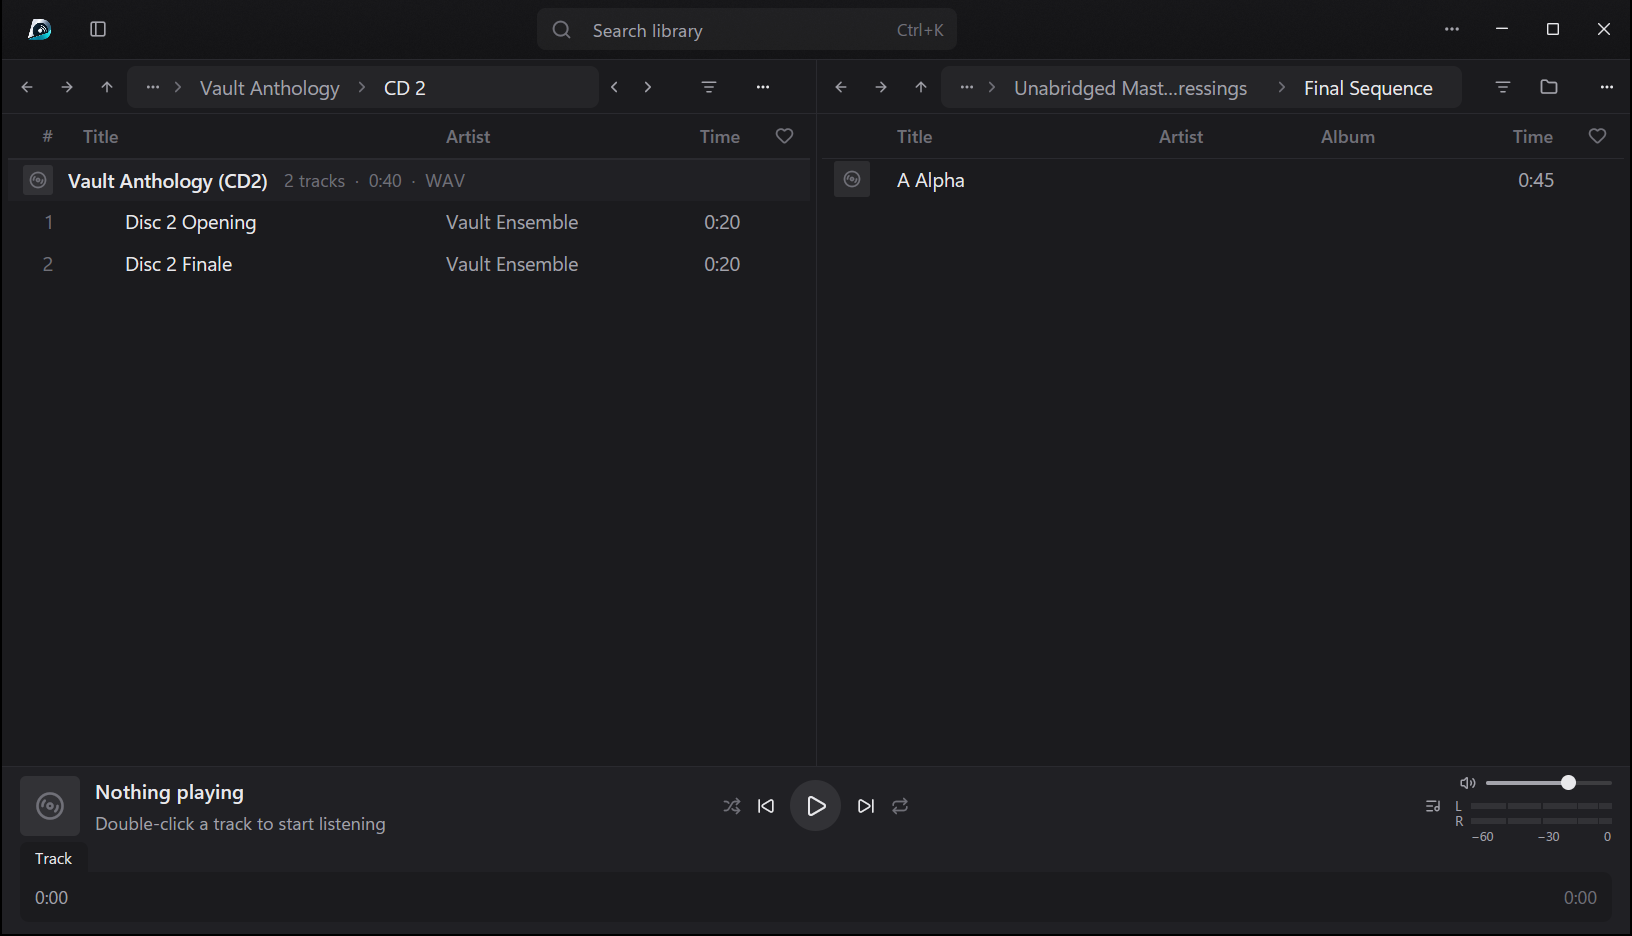 Search library Ctrl+K
... Vault Anthology CD 2 ...
... Unabridged Mast...ressings Final Sequence ...
# Title Artist Time
Title Artist Album Time
Vault Anthology (CD2) 2 tracks · 0:40 · WAV
A Alpha 0:45
1 Disc 2 Opening Vault Ensemble 0:20
2 Disc 2 Finale Vault Ensemble 0:20
Nothing playing
Double-click a track to start listening
L
R
−60 −30 0
Track
0:00 0:00